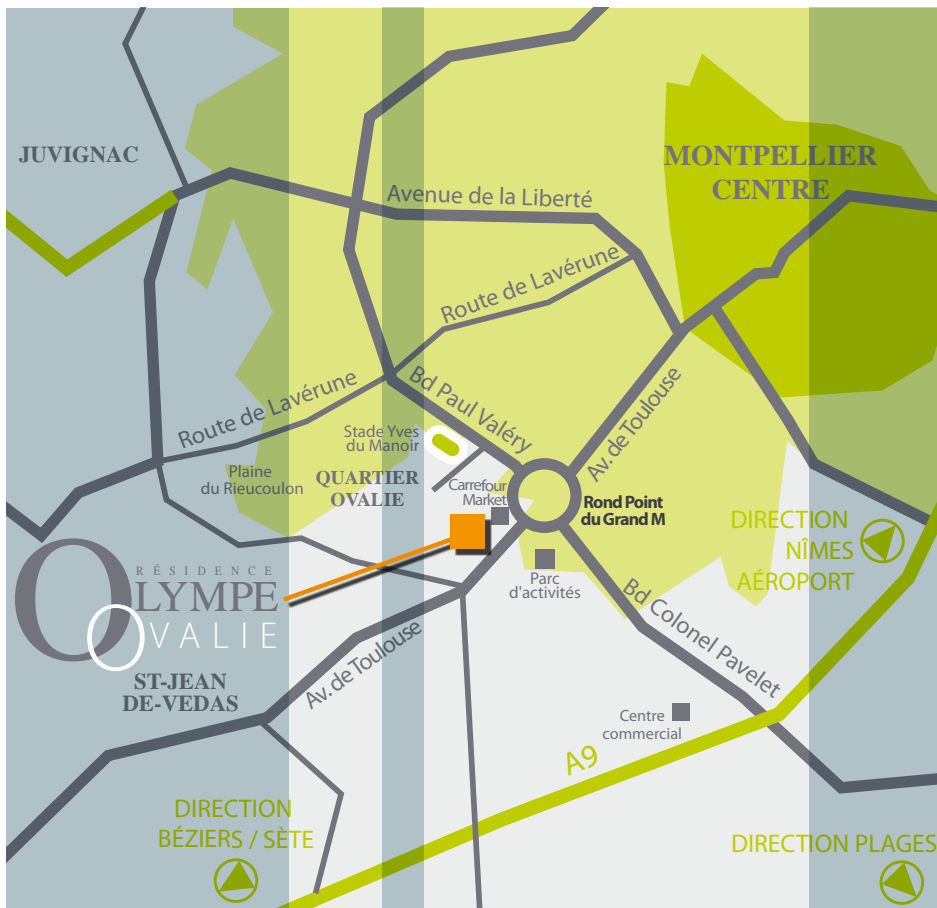 JUVIGNAC
MONTPELLIER
CENTRE
Avenue de la Liberté
Route de Lavérune
Route de Lavérune
Bd Paul Valéry
Av. de Toulouse
Stade Yves
du Manoir
Plaine
du Rieucoulon
QUARTIER
OVALIE
Carrefour
Market
Rond Point
du Grand M
DIRECTION
NÎMES
AÉROPORT
RÉSIDENCE
OLYMPE
OVALIE
Parc
d'activités
Bd Colonel Pavelet
Av. de Toulouse
ST-JEAN
DE-VEDAS
Centre
commercial
A9
DIRECTION
BÉZIERS / SÈTE
DIRECTION PLAGES